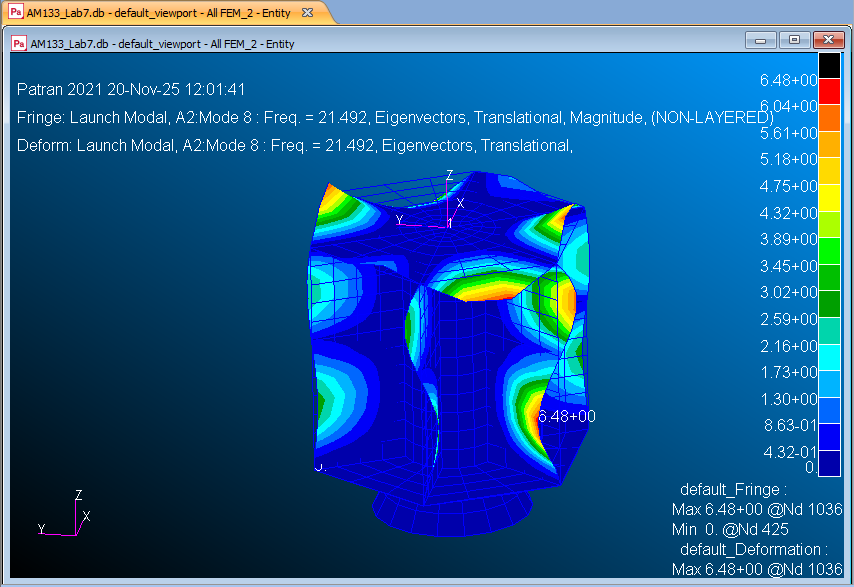 Pa AM133_Lab7.db - default_viewport - All FEM_2 - Entity
Pa AM133_Lab7.db - default_viewport - All FEM_2 - Entity
Patran 2021 20-Nov-25 12:01:41
Fringe: Launch Modal, A2:Mode 8 : Freq. = 21.492, Eigenvectors, Translational, Magnitude, (NON-LAYERED)
Deform: Launch Modal, A2:Mode 8 : Freq. = 21.492, Eigenvectors, Translational,
6.48+00
6.04+00
5.61+00
5.18+00
4.75+00
4.32+00
3.89+00
3.45+00
3.02+00
2.59+00
2.16+00
1.73+00
1.30+00
8.63-01
4.32-01
0.
Z
X
Y
1
6.48+00
0.
Z
X
Y
default_Fringe :
Max 6.48+00 @Nd 1036
Min 0. @Nd 425
default_Deformation :
Max 6.48+00 @Nd 1036